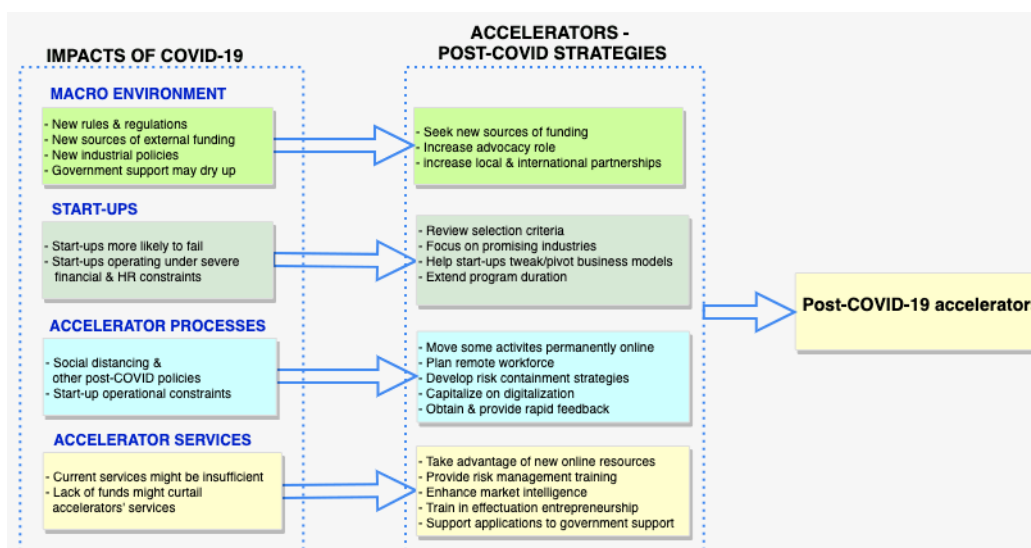 IMPACTS OF COVID-19
MACRO ENVIRONMENT
- New rules & regulations
- New sources of external funding
- New industrial policies
- Government support may dry up
START-UPS
- Start-ups more likely to fail
- Start-ups operating under severe
financial & HR constraints
ACCELERATOR PROCESSES
- Social distancing &
other post-COVID policies
- Start-up operational constraints
ACCELERATOR SERVICES
- Current services might be insufficient
- Lack of funds might curtail
accelerators' services
ACCELERATORS -
POST-COVID STRATEGIES
- Seek new sources of funding
- Increase advocacy role
- increase local & international partnerships
- Review selection criteria
- Focus on promising industries
- Help start-ups tweak/pivot business models
- Extend program duration
- Move some activites permanently online
- Plan remote workforce
- Develop risk containment strategies
- Capitalize on digitalization
- Obtain & provide rapid feedback
- Take advantage of new online resources
- Provide risk management training
- Enhance market intelligence
- Train in effectuation entrepreneurship
- Support applications to government support
Post-COVID-19 accelerator